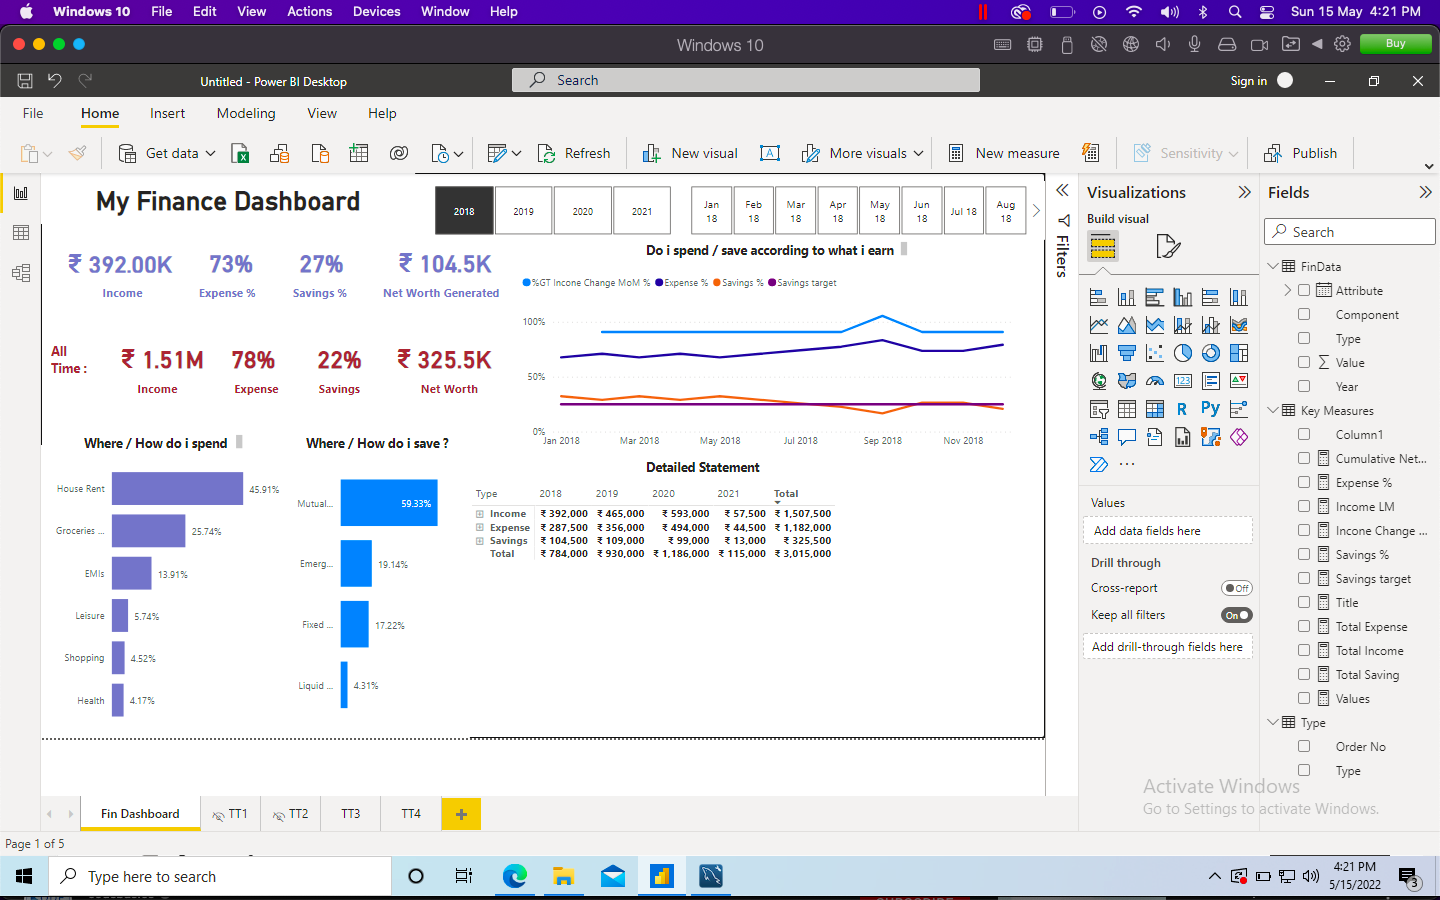 Windows 10 File Edit View Actions Devices Window Help Sun 15 May 4:21 PM
Windows 10 Buy
Untitled - Power BI Desktop Search Sign in
File Home Insert Modeling View Help
Get data Refresh New visual A More visuals New measure Sensitivity Publish
My Finance Dashboard
2018 2019 2020 2021
Jan 18 Feb 18 Mar 18 Apr 18 May 18 Jun 18 Jul 18 Aug 18
₹ 392.00K 73% 27% ₹ 104.5K
Income Expense % Savings % Net Worth Generated
All Time : ₹ 1.51M 78% 22% ₹ 325.5K
Income Expense Savings Net Worth
Do i spend / save according to what i earn
%GT Incone Change MoM % Expense % Savings % Savings target
100%
50%
0%
Jan 2018 Mar 2018 May 2018 Jul 2018 Sep 2018 Nov 2018
Where / How do i spend
House Rent 45.91%
Groceries ... 25.74%
EMIs 13.91%
Leisure 5.74%
Shopping 4.52%
Health 4.17%
Where / How do i save ?
Mutual... 59.33%
Emerg... 19.14%
Fixed ... 17.22%
Liquid ... 4.31%
Detailed Statement
Type 2018 2019 2020 2021 Total
Income ₹ 392,000 ₹ 465,000 ₹ 593,000 ₹ 57,500 ₹ 1,507,500
Expense ₹ 287,500 ₹ 356,000 ₹ 494,000 ₹ 44,500 ₹ 1,182,000
Savings ₹ 104,500 ₹ 109,000 ₹ 99,000 ₹ 13,000 ₹ 325,500
Total ₹ 784,000 ₹ 930,000 ₹ 1,186,000 ₹ 115,000 ₹ 3,015,000
Filters
Visualizations
Build visual
123
R Py
Values
Add data fields here
Drill through
Cross-report Off
Keep all filters On
Add drill-through fields here
Fields
Search
FinData
Attribute
Component
Type
Value
Year
Key Measures
Column1
Cumulative Net...
Expense %
Income LM
Incone Change ...
Savings %
Savings target
Title
Total Expense
Total Income
Total Saving
Values
Type
Order No
Type
Activate Windows
Go to Settings to activate Windows.
Fin Dashboard TT1 TT2 TT3 TT4 +
Page 1 of 5
Type here to search
4:21 PM
5/15/2022
3